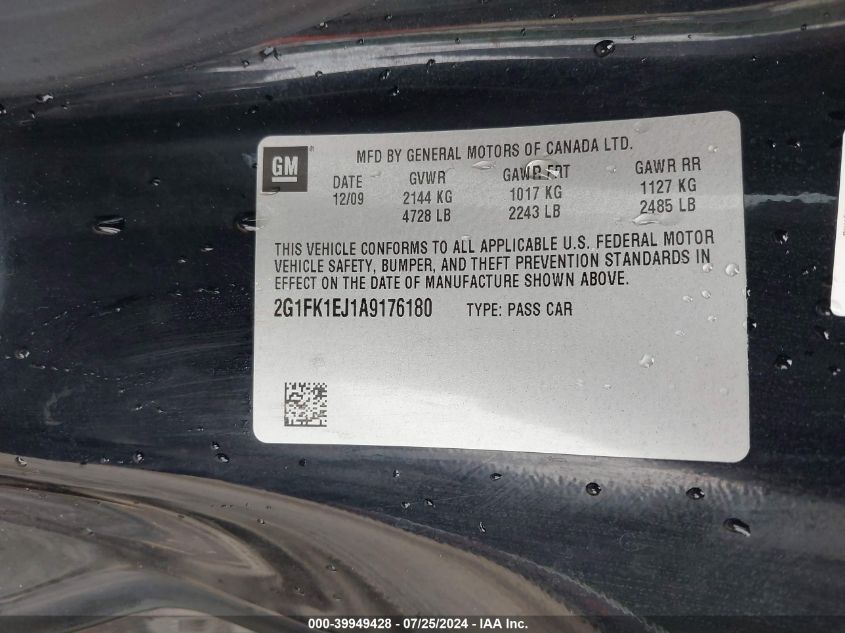 GM
MFD BY GENERAL MOTORS OF CANADA LTD.
DATE GVWR GAWR FRT GAWR RR
12/09 2144 KG 1017 KG 1127 KG
4728 LB 2243 LB 2485 LB
THIS VEHICLE CONFORMS TO ALL APPLICABLE U.S. FEDERAL MOTOR
VEHICLE SAFETY, BUMPER, AND THEFT PREVENTION STANDARDS IN
EFFECT ON THE DATE OF MANUFACTURE SHOWN ABOVE.
2G1FK1EJ1A9176180 TYPE: PASS CAR
000-39949428 - 07/25/2024 - IAA Inc.